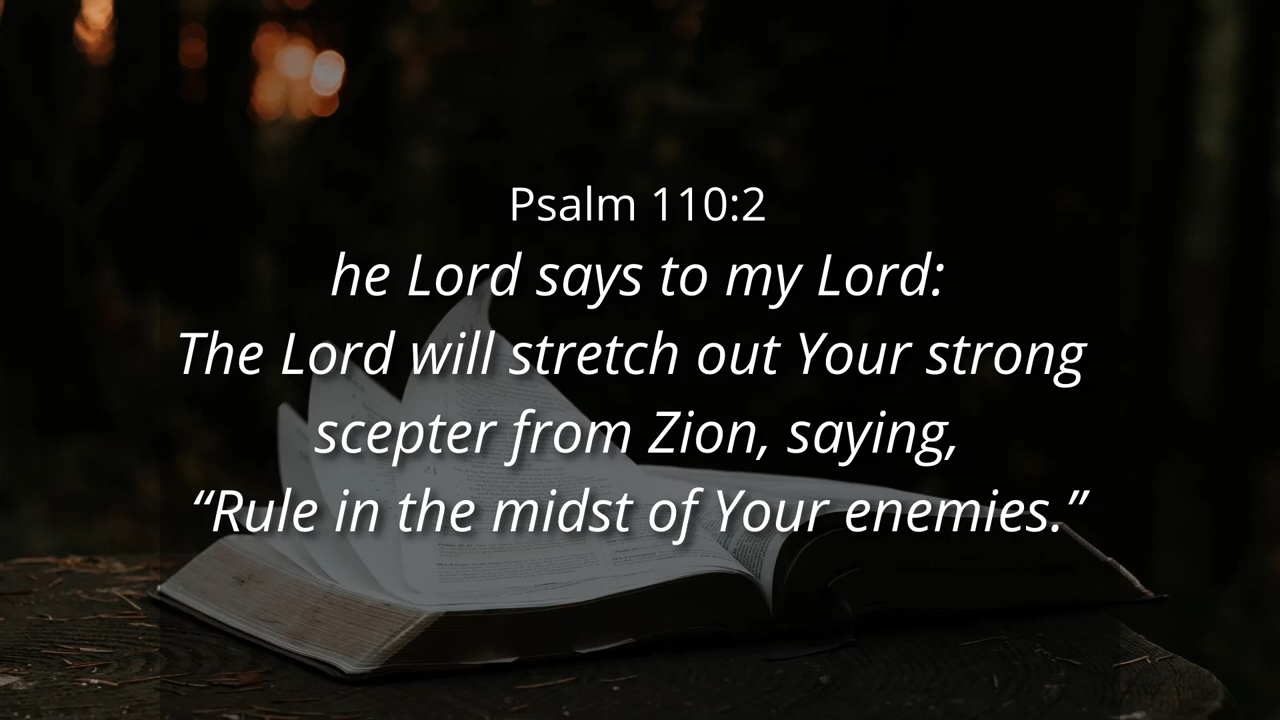 Psalm 110:2
he Lord says to my Lord:
The Lord will stretch out Your strong
scepter from Zion, saying,
“Rule in the midst of Your enemies.”